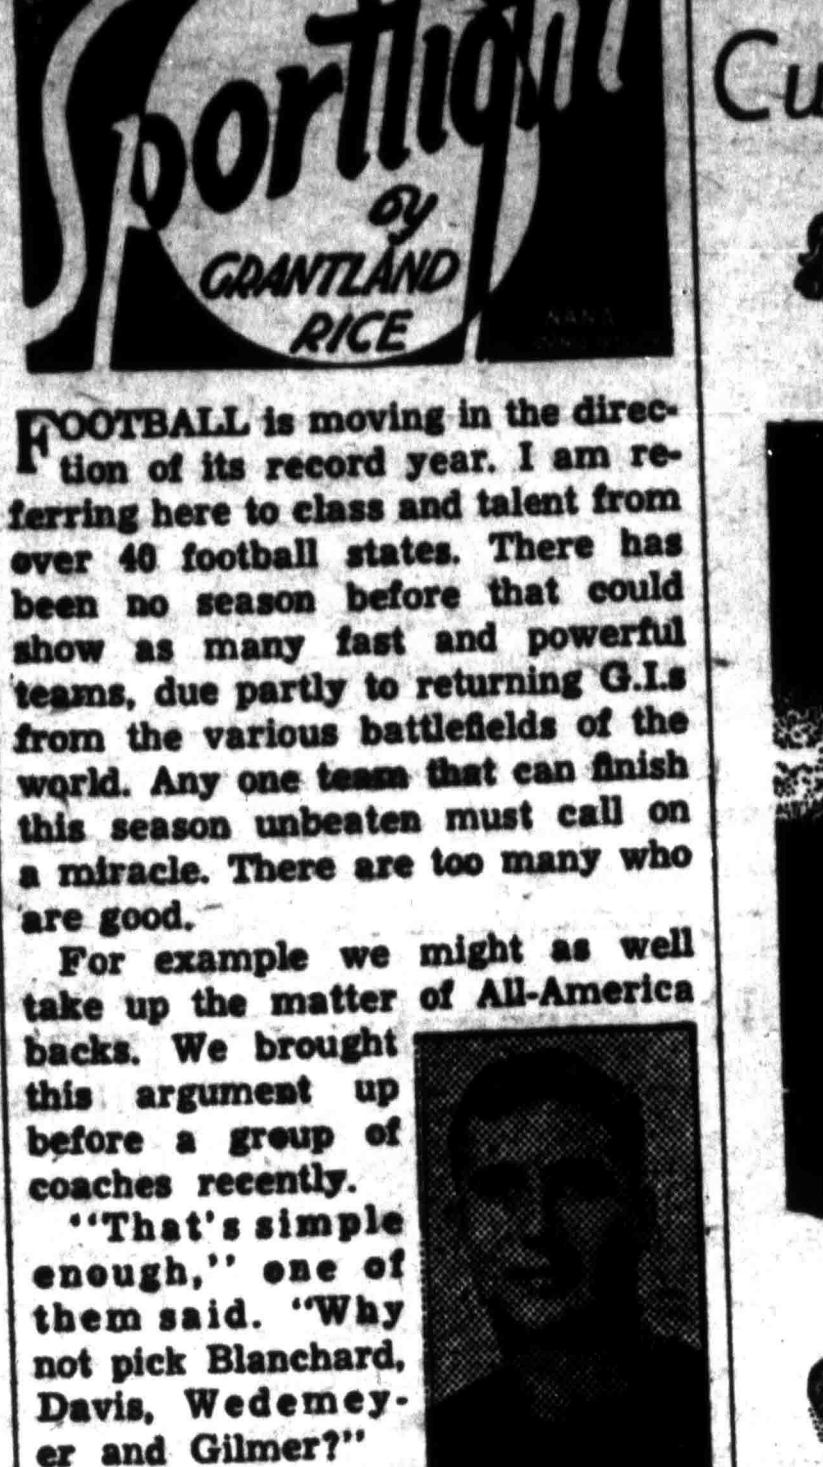 Sportlight
by
GRANTLAND
RICE
Cu
FOOTBALL is moving in the direc-
tion of its record year. I am re-
ferring here to class and talent from
over 40 football states. There has
been no season before that could
show as many fast and powerful
teams, due partly to returning G.I.s
from the various battlefields of the
world. Any one team that can finish
this season unbeaten must call on
a miracle. There are too many who
are good.
For example we might as well
take up the matter of All-America
backs. We brought
this argument up
before a group of
coaches recently.
"That's simple
enough," one of
them said. "Why
not pick Blanchard,
Davis, Wedemey-
er and Gilmer?"